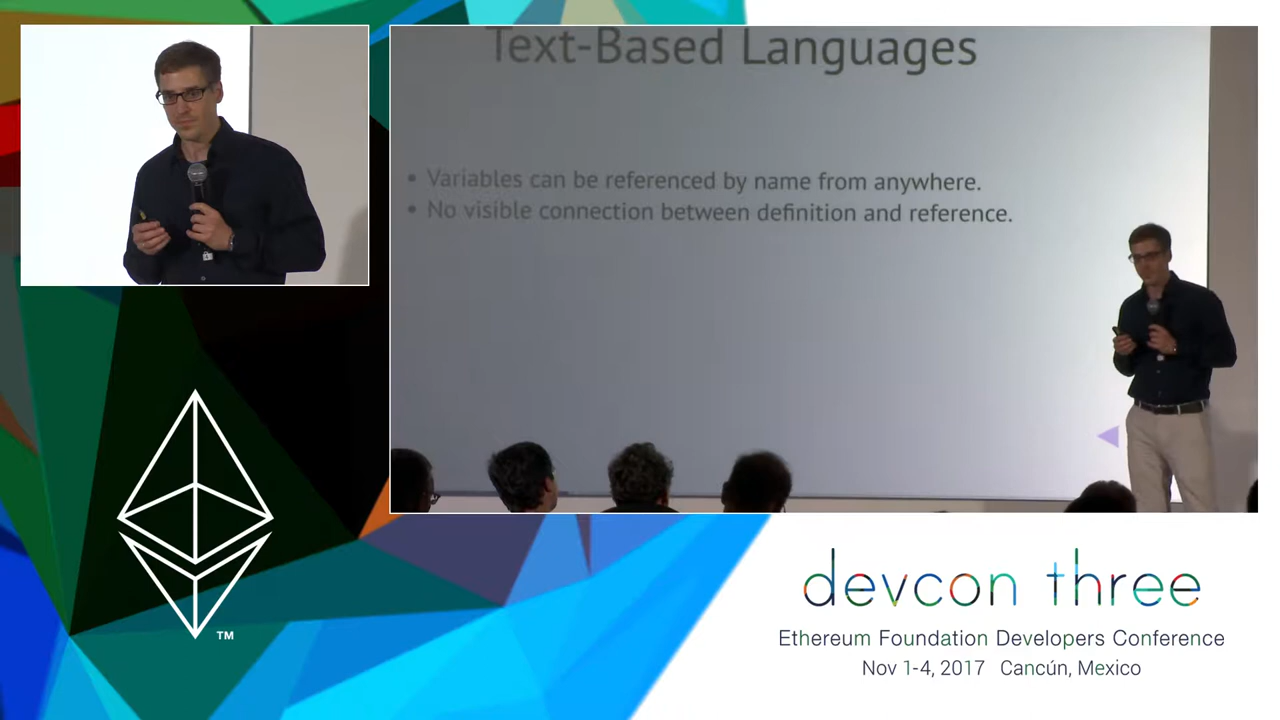 Text-Based Languages
• Variables can be referenced by name from anywhere.
• No visible connection between definition and reference.
TM
devcon three
Ethereum Foundation Developers Conference
Nov 1-4, 2017 Cancún, Mexico